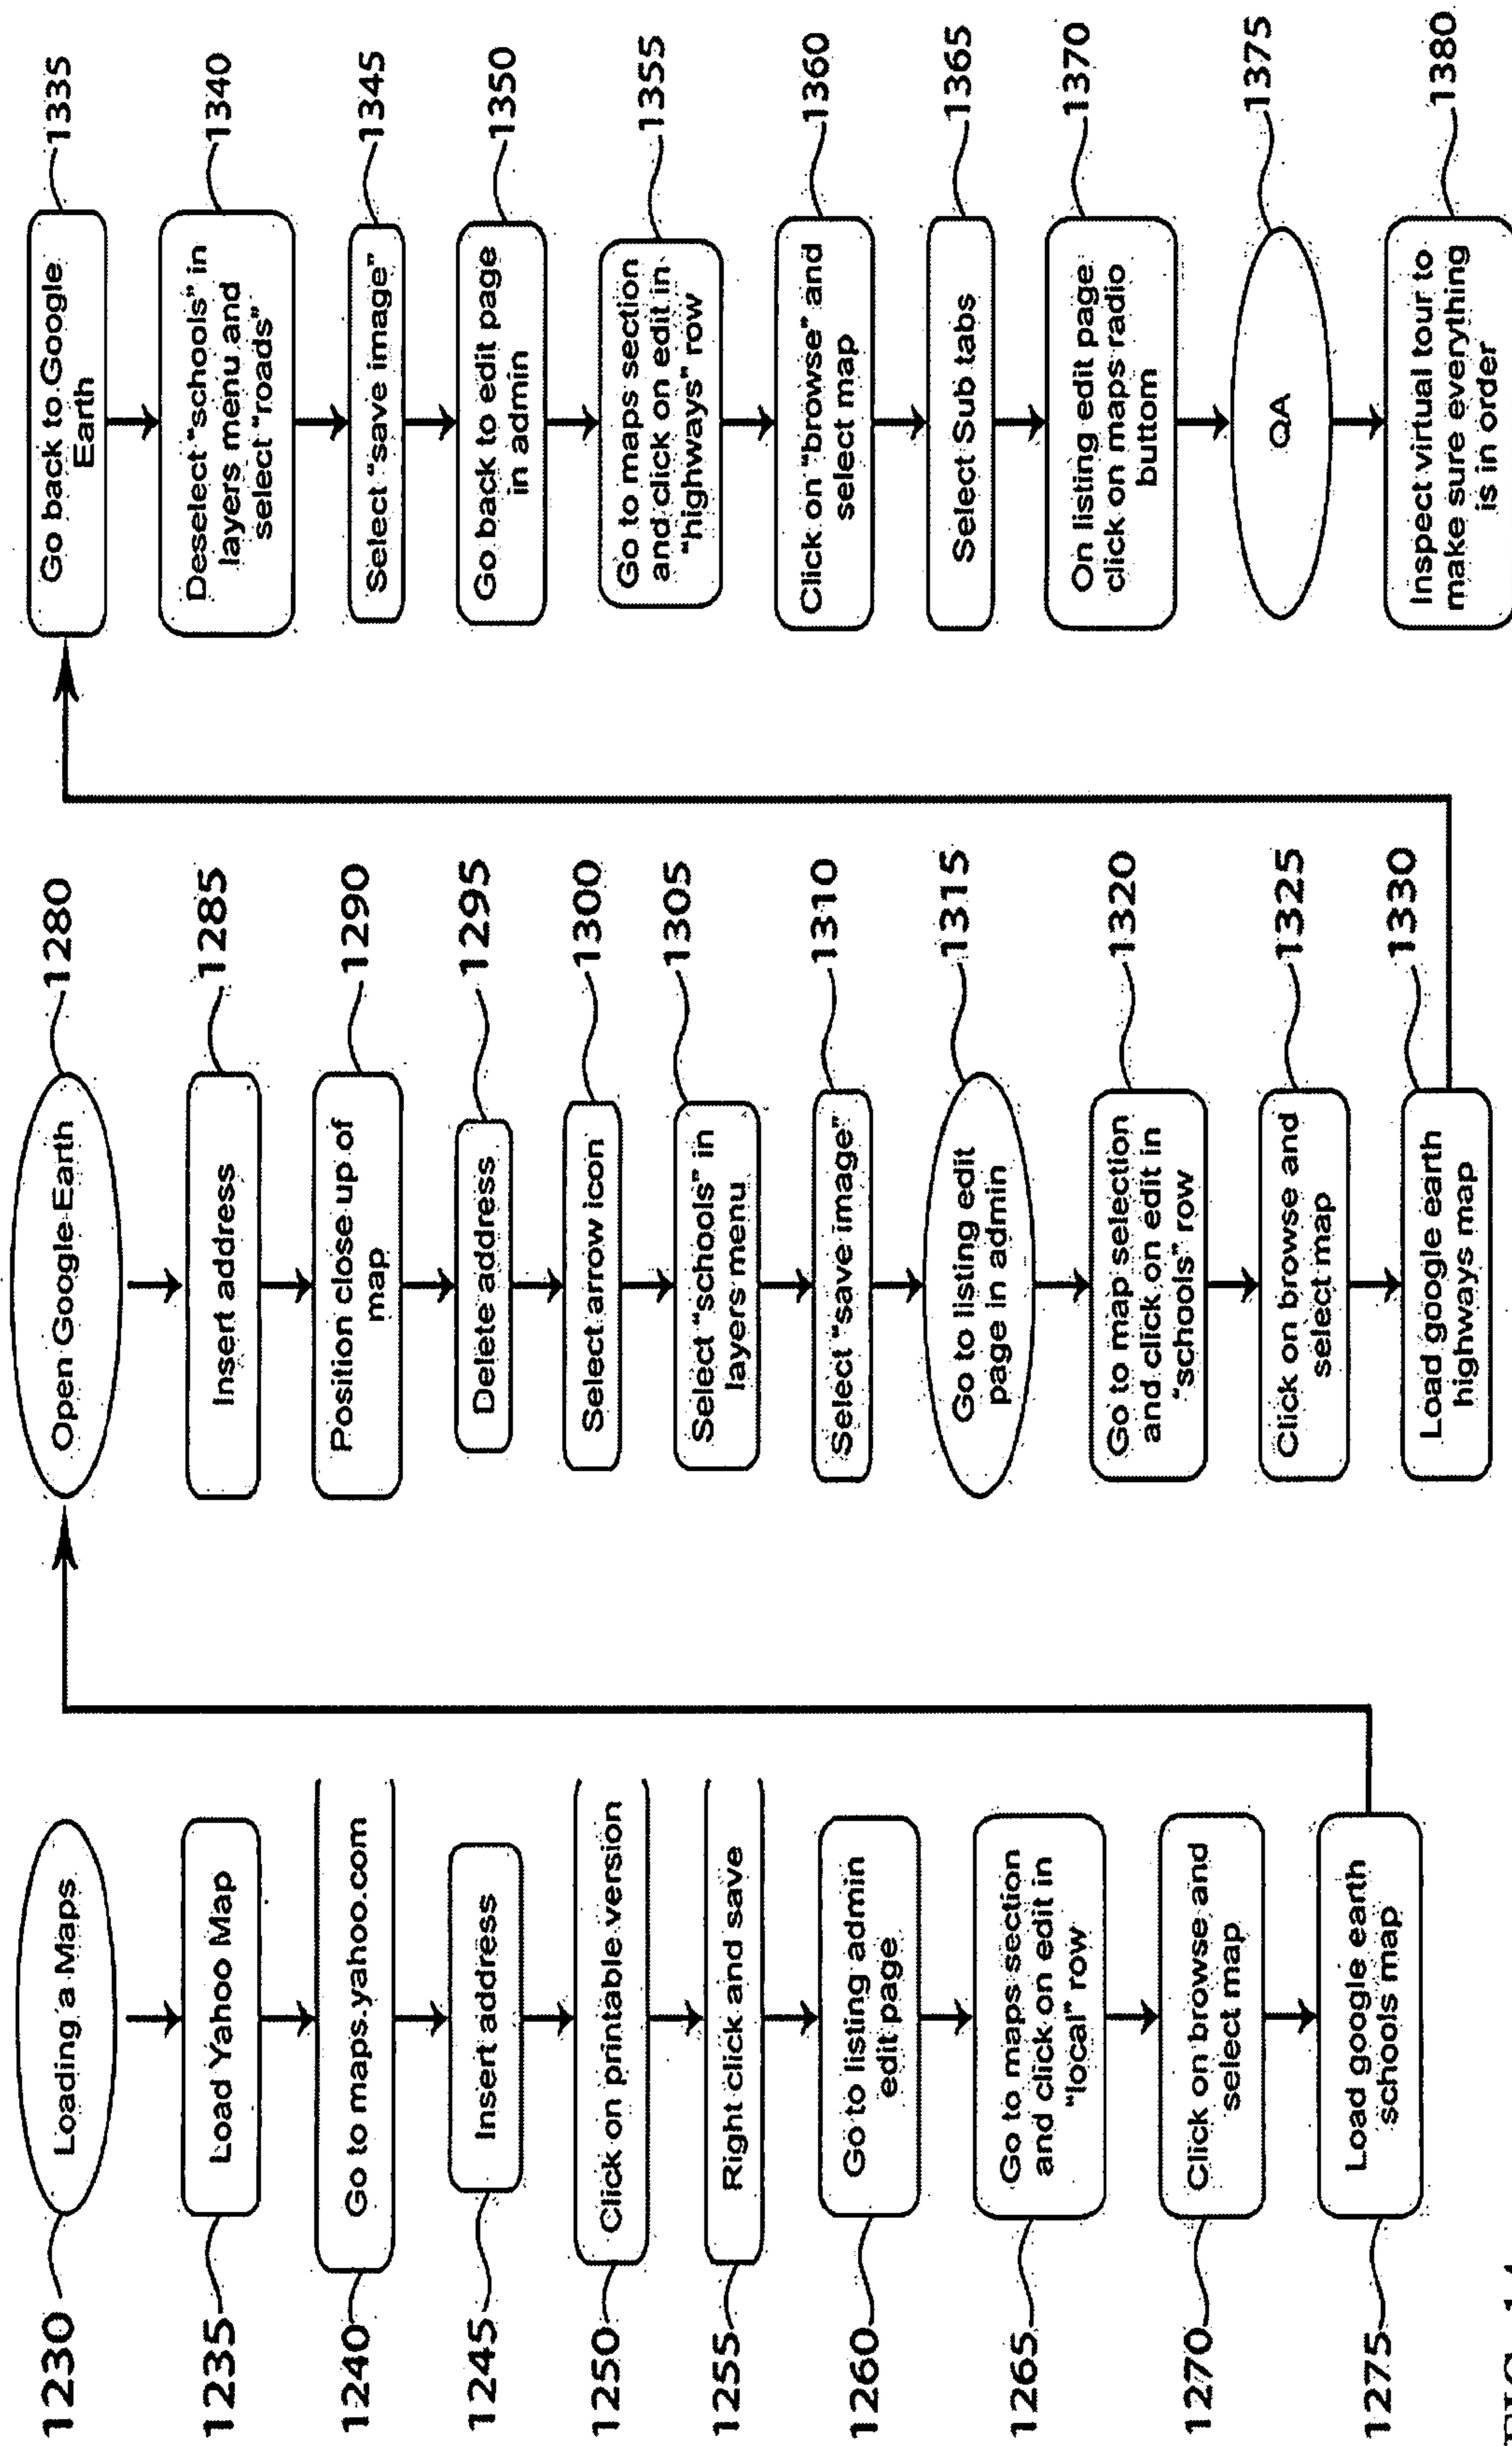 1230
Loading a Maps
1235
Load Yahoo Map
1240
Go to maps.yahoo.com
1245
Insert address
1250
Click on printable version
1255
Right click and save
1260
Go to listing admin
edit page
1265
Go to maps section
and click on edit in
"local" row
1270
Click on browse and
select map
1275
Load google earth
schools map
Open Google Earth
1280
Insert address
1285
Position close up of
map
1290
Delete address
1295
Select arrow icon
1300
Select "schools" in
layers menu
1305
Select "save image"
1310
Go to listing edit
page in admin
1315
Go to map selection
and click on edit in
"schools" row
1320
Click on browse and
select map
1325
Load google earth
highways map
1330
Go back to Google
Earth
1335
Deselect "schools" in
layers menu and
select "roads"
1340
Select "save image"
1345
Go back to edit page
in admin
1350
Go to maps section
and click on edit in
"highways" row
1355
Click on "browse" and
select map
1360
Select Sub tabs
1365
On listing edit page
click on maps radio
buttom
1370
QA
1375
Inspect virtual tour to
make sure everything
is in order
1380